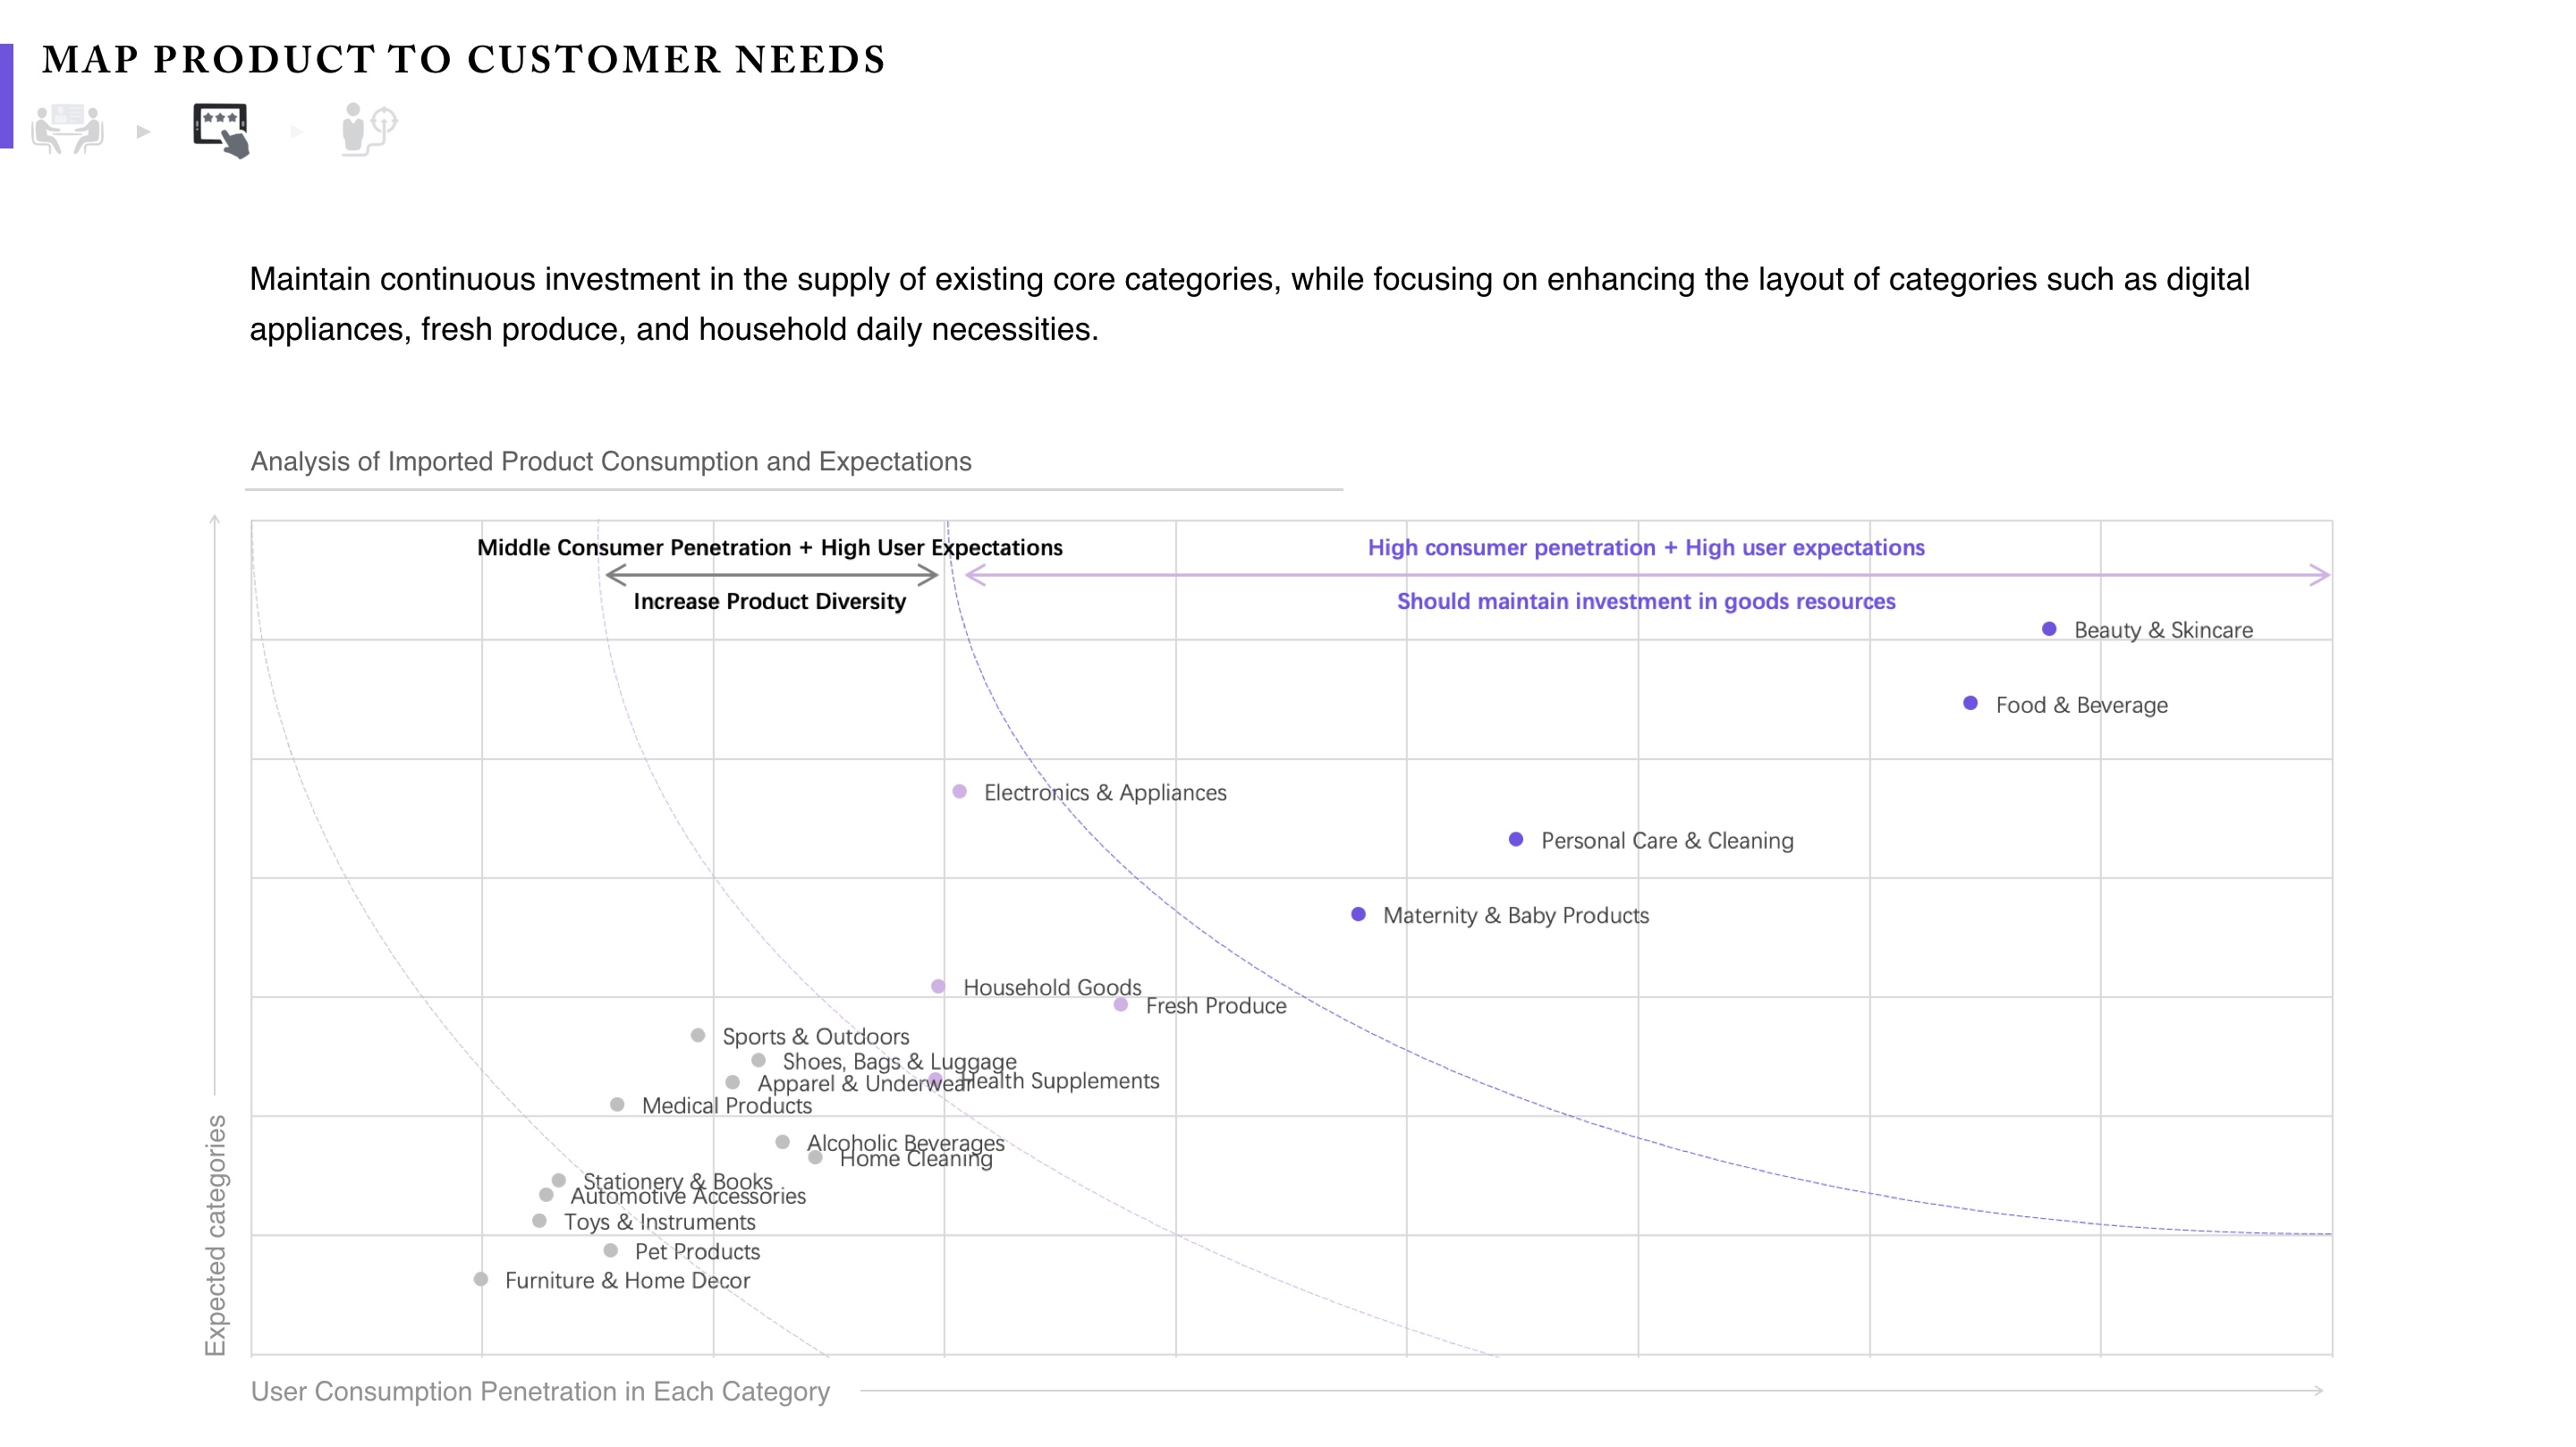 MAP PRODUCT TO CUSTOMER NEEDS
Maintain continuous investment in the supply of existing core categories, while focusing on enhancing the layout of categories such as digital
appliances, fresh produce, and household daily necessities.
Analysis of Imported Product Consumption and Expectations
Middle Consumer Penetration + High User Expectations
Increase Product Diversity
High consumer penetration + High user expectations
Should maintain investment in goods resources
Beauty & Skincare
Food & Beverage
Electronics & Appliances
Personal Care & Cleaning
Maternity & Baby Products
Household Goods
Fresh Produce
Sports & Outdoors
Shoes, Bags & Luggage
Apparel & Underwear
Health Supplements
Medical Products
Alcoholic Beverages
Home Cleaning
Stationery & Books
Automotive Accessories
Toys & Instruments
Pet Products
Furniture & Home Decor
Expected categories
User Consumption Penetration in Each Category